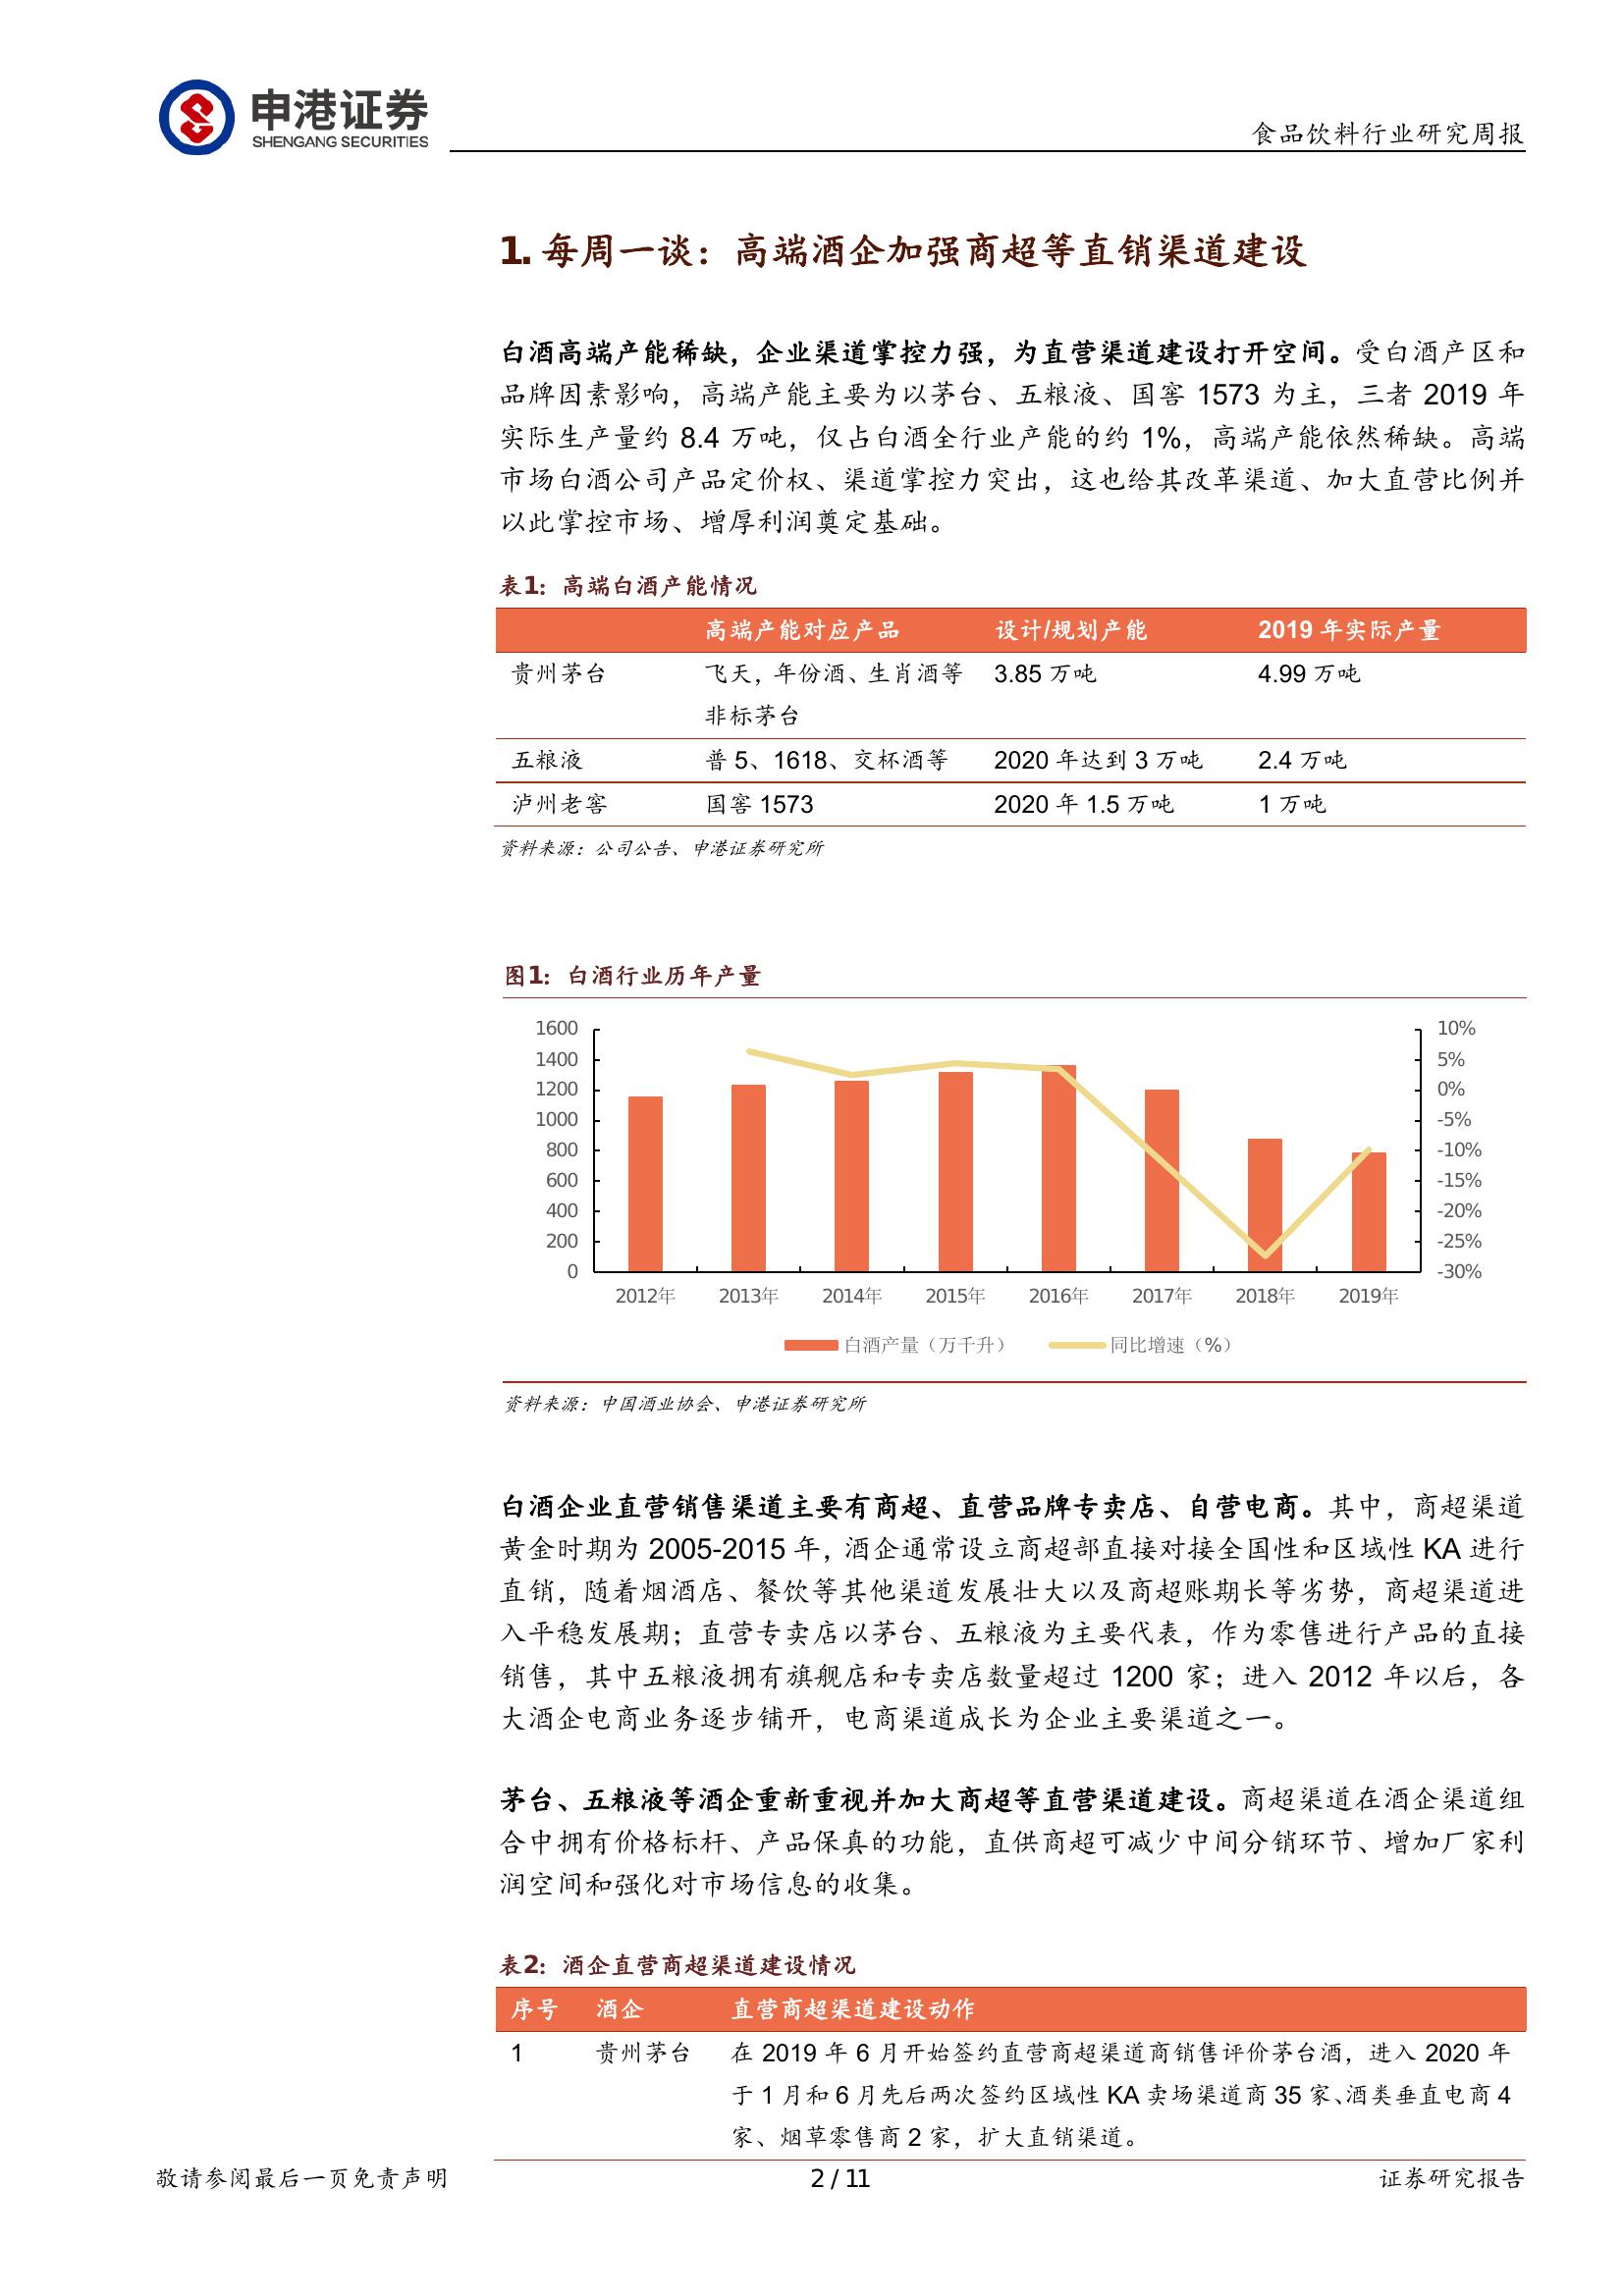 申港证券
SHENGANG SECURITIES
食品饮料行业研究周报
1. 每周一谈：高端酒企加强商超等直销渠道建设
白酒高端产能稀缺，企业渠道掌控力强，为直营渠道建设打开空间。受白酒产区和
品牌因素影响，高端产能主要为以茅台、五粮液、国窖 1573 为主，三者 2019 年
实际生产量约 8.4 万吨，仅占白酒全行业产能的约 1%，高端产能依然稀缺。高端
市场白酒公司产品定价权、渠道掌控力突出，这也给其改革渠道、加大直营比例并
以此掌控市场、增厚利润奠定基础。
表1：高端白酒产能情况
高端产能对应产品 设计/规划产能 2019 年实际产量
贵州茅台 飞天，年份酒、生肖酒等 3.85 万吨 4.99 万吨
非标茅台
五粮液 普 5、1618、交杯酒等 2020 年达到 3 万吨 2.4 万吨
泸州老窖 国窖 1573 2020 年 1.5 万吨 1 万吨
资料来源：公司公告、申港证券研究所
图1：白酒行业历年产量
1600 10%
1400 5%
1200 0%
1000 -5%
800 -10%
600 -15%
400 -20%
200 -25%
0 -30%
2012年 2013年 2014年 2015年 2016年 2017年 2018年 2019年
白酒产量（万千升） 同比增速（%）
资料来源：中国酒业协会、申港证券研究所
白酒企业直营销售渠道主要有商超、直营品牌专卖店、自营电商。其中，商超渠道
黄金时期为 2005-2015 年，酒企通常设立商超部直接对接全国性和区域性 KA 进行
直销，随着烟酒店、餐饮等其他渠道发展壮大以及商超账期长等劣势，商超渠道进
入平稳发展期；直营专卖店以茅台、五粮液为主要代表，作为零售进行产品的直接
销售，其中五粮液拥有旗舰店和专卖店数量超过 1200 家；进入 2012 年以后，各
大酒企电商业务逐步铺开，电商渠道成长为企业主要渠道之一。
茅台、五粮液等酒企重新重视并加大商超等直营渠道建设。商超渠道在酒企渠道组
合中拥有价格标杆、产品保真的功能，直供商超可减少中间分销环节、增加厂家利
润空间和强化对市场信息的收集。
表2：酒企直营商超渠道建设情况
序号 酒企 直营商超渠道建设动作
1 贵州茅台 在 2019 年 6 月开始签约直营商超渠道商销售评价茅台酒，进入 2020 年
于 1 月和 6 月先后两次签约区域性 KA 卖场渠道商 35 家、酒类垂直电商 4
家、烟草零售商 2 家，扩大直销渠道。
敬请参阅最后一页免责声明 2 / 11 证券研究报告